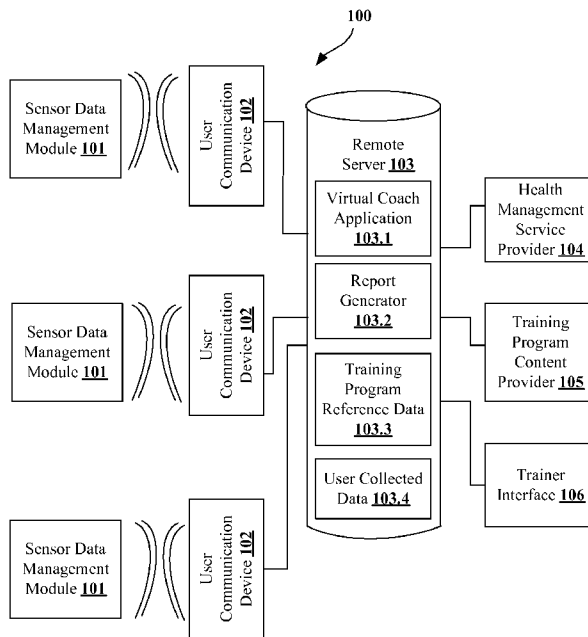 100
Sensor Data
Management
Module 101
User
Communication
Device 102
Remote
Server 103
Virtual Coach
Application
103.1
Health
Management
Service
Provider
104
Sensor Data
Management
Module 101
User
Communication
Device 102
Report
Generator
103.2
Training
Program
Content
Provider 105
Training
Program
Reference Data
103.3
User Collected
Data 103.4
Trainer
Interface 106
Sensor Data
Management
Module 101
User
Communication
Device 102